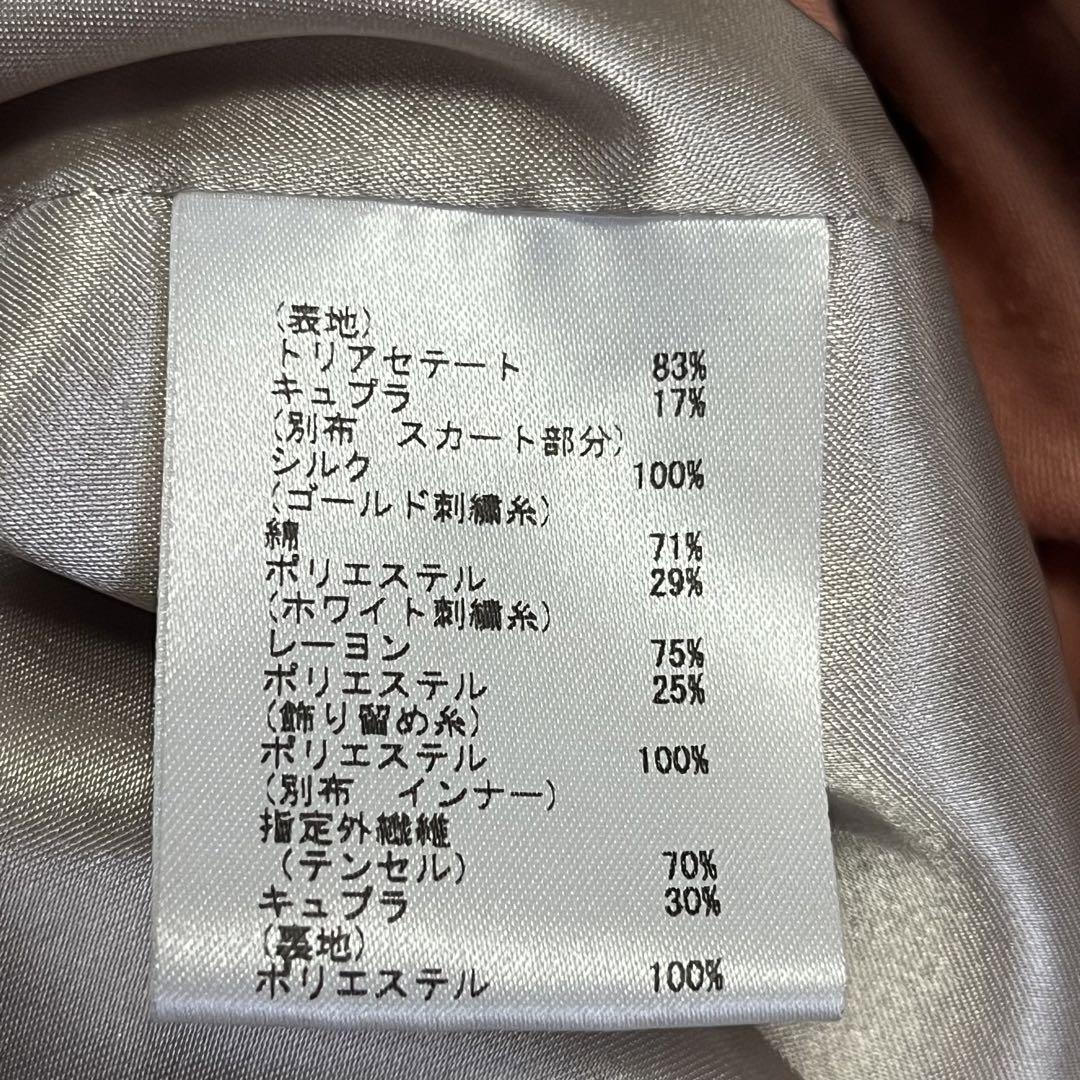 (表地)
トリアセテート 83%
キュプラ 17%
(別布 スカート部分)
シルク 100%
(ゴールド刺繍糸)
綿 71%
ポリエステル 29%
(ホワイト刺繍糸)
レーヨン 75%
ポリエステル 25%
(飾り留め糸)
ポリエステル 100%
(別布 インナー)
指定外繊維
(テンセル) 70%
キュプラ 30%
(裏地)
ポリエステル 100%